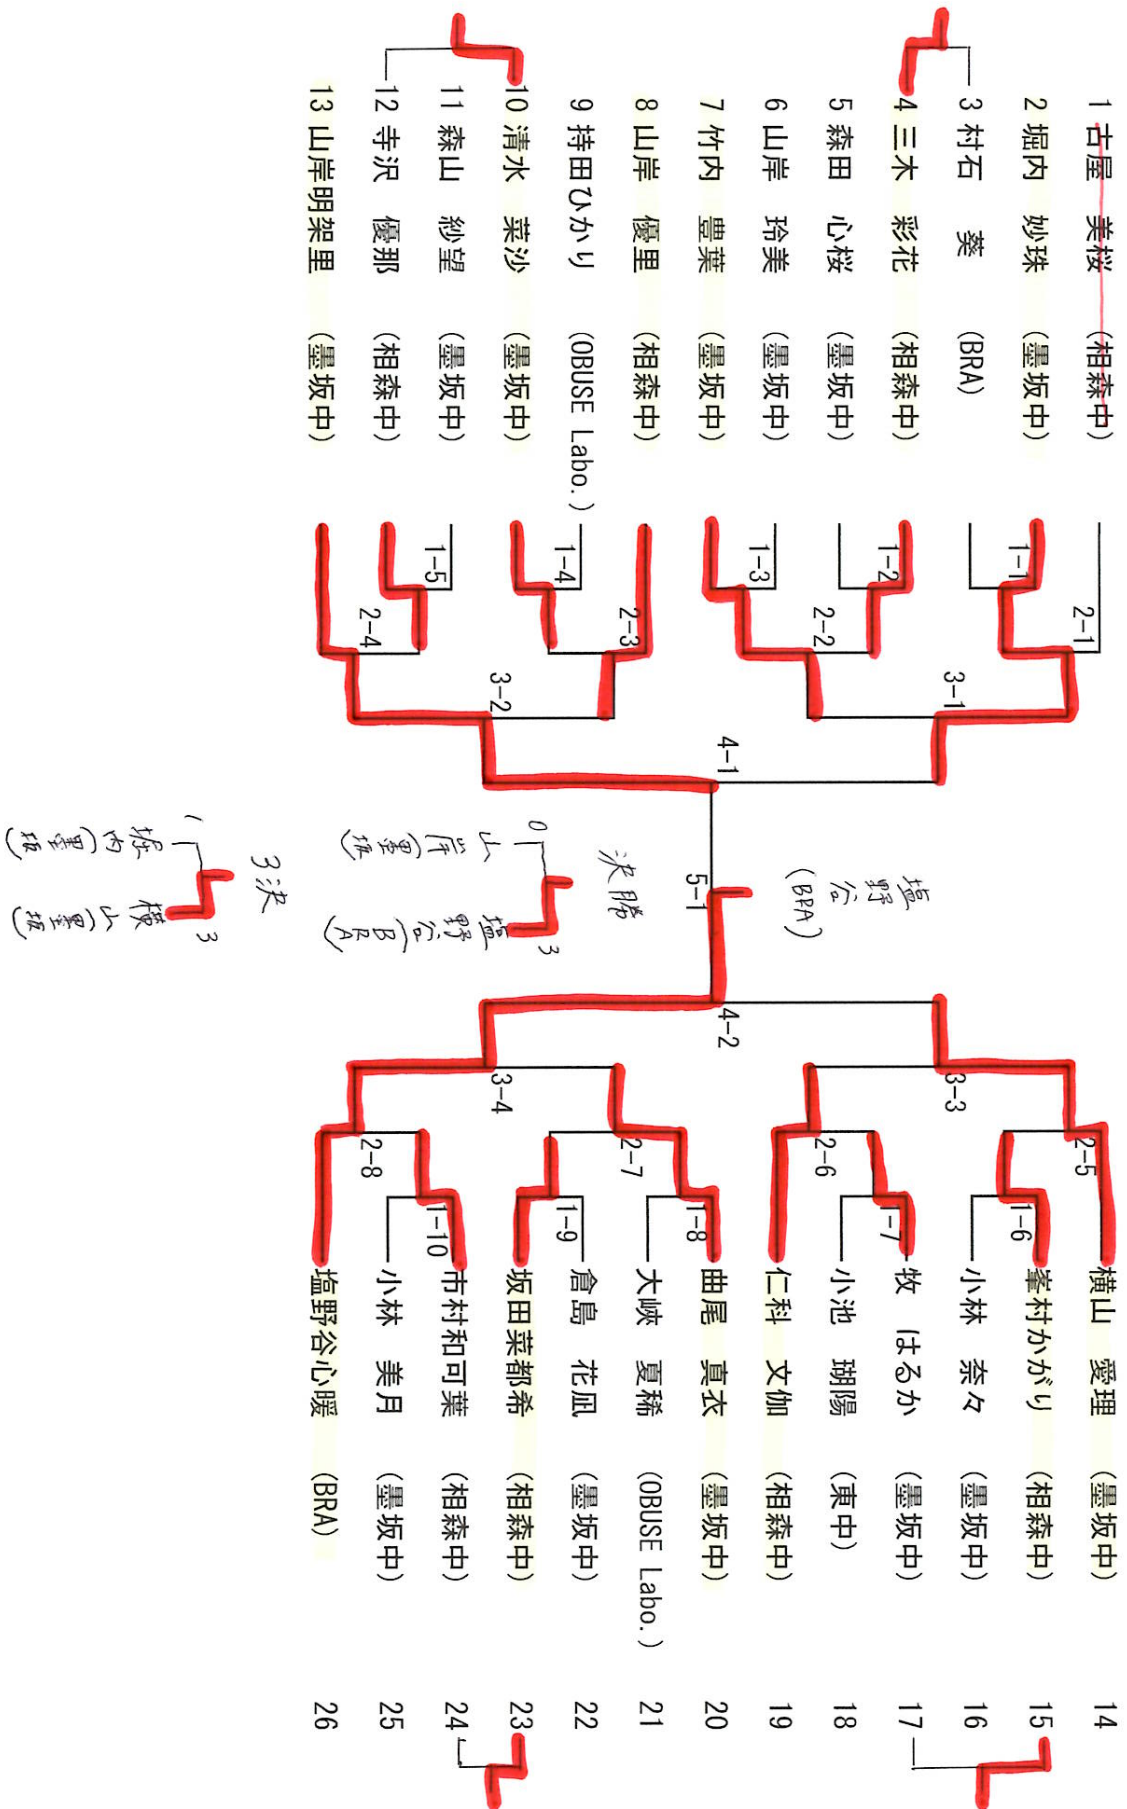 1 古屋 美桜 (相森中)
2 堀内 妙珠 (墨坂中)
3 村石 葵 (BRA)
4 三木 彩花 (相森中)
5 森田 心桜 (墨坂中)
6 山岸 玲美 (墨坂中)
7 竹内 豊葉 (墨坂中)
8 山岸 優里 (相森中)
9 持田ひかり (OBUSE Labo.)
10 清水 菜沙 (墨坂中)
11 森山 紗望 (墨坂中)
12 寺沢 優那 (相森中)
13 山岸明架里 (墨坂中)
2-1
1-1
1-2
2-2
1-3
2-3
1-4
1-5
2-4
3-1
3-2
4-1
5-1
塩野谷
(BRA)
決勝
0 山岸(墨坂)
塩野谷(BRA) 3
3決
1 堀内(墨坂)
横山(墨坂) 3
4-2
3-3
3-4
2-5
1-6
2-6
1-7
2-7
1-8
1-9
2-8
1-10
横山 愛理 (墨坂中) 14
峯村かがり (相森中) 15
小林 奈々 (墨坂中) 16
牧 はるか (墨坂中) 17
小池 瑚陽 (東中) 18
仁科 文伽 (相森中) 19
曲尾 真衣 (墨坂中) 20
大峡 夏稀 (OBUSE Labo.) 21
倉島 花凪 (墨坂中) 22
坂田菜都希 (相森中) 23
市村和可葉 (相森中) 24
小林 美月 (墨坂中) 25
塩野谷心暖 (BRA) 26